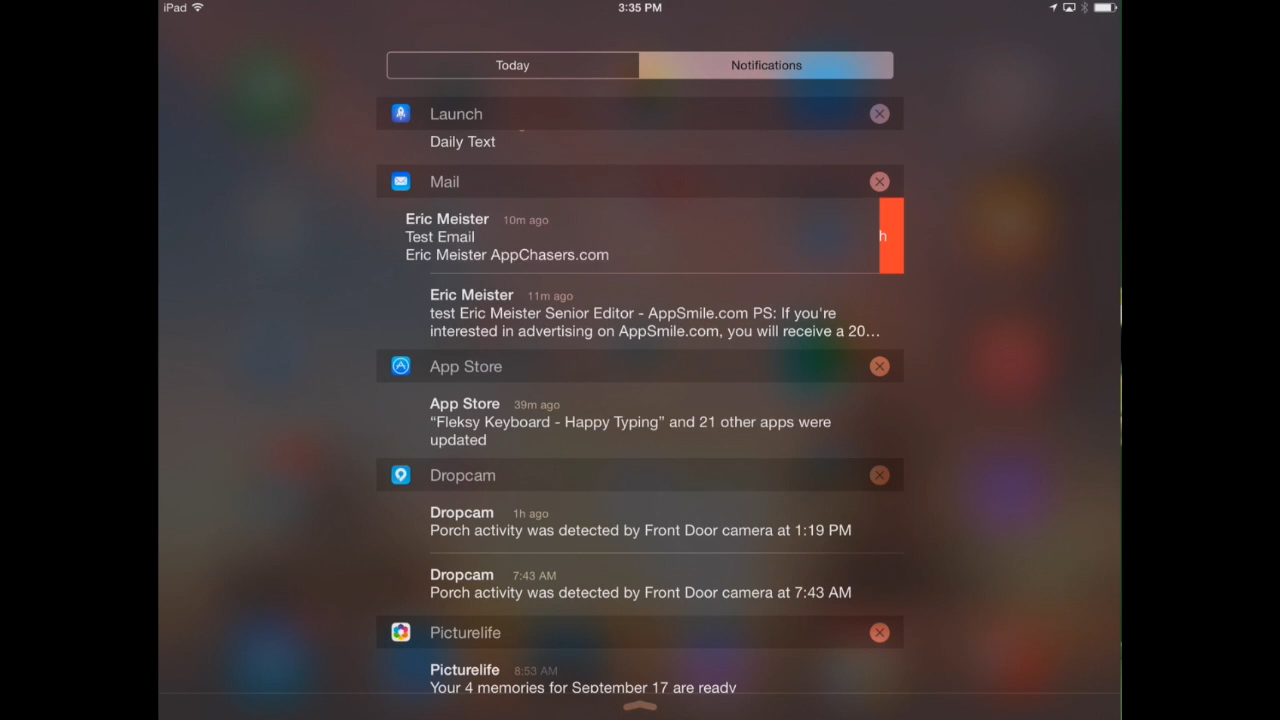 iPad 3:35 PM
Today Notifications
Launch
Daily Text
Mail
Eric Meister 10m ago
Test Email
Eric Meister AppChasers.com
h
Eric Meister 11m ago
test Eric Meister Senior Editor - AppSmile.com PS: If you're
interested in advertising on AppSmile.com, you will receive a 20…
App Store
App Store 39m ago
“Fleksy Keyboard - Happy Typing” and 21 other apps were
updated
Dropcam
Dropcam 1h ago
Porch activity was detected by Front Door camera at 1:19 PM
Dropcam 7:43 AM
Porch activity was detected by Front Door camera at 7:43 AM
Picturelife
Picturelife 8:53 AM
Your 4 memories for September 17 are ready